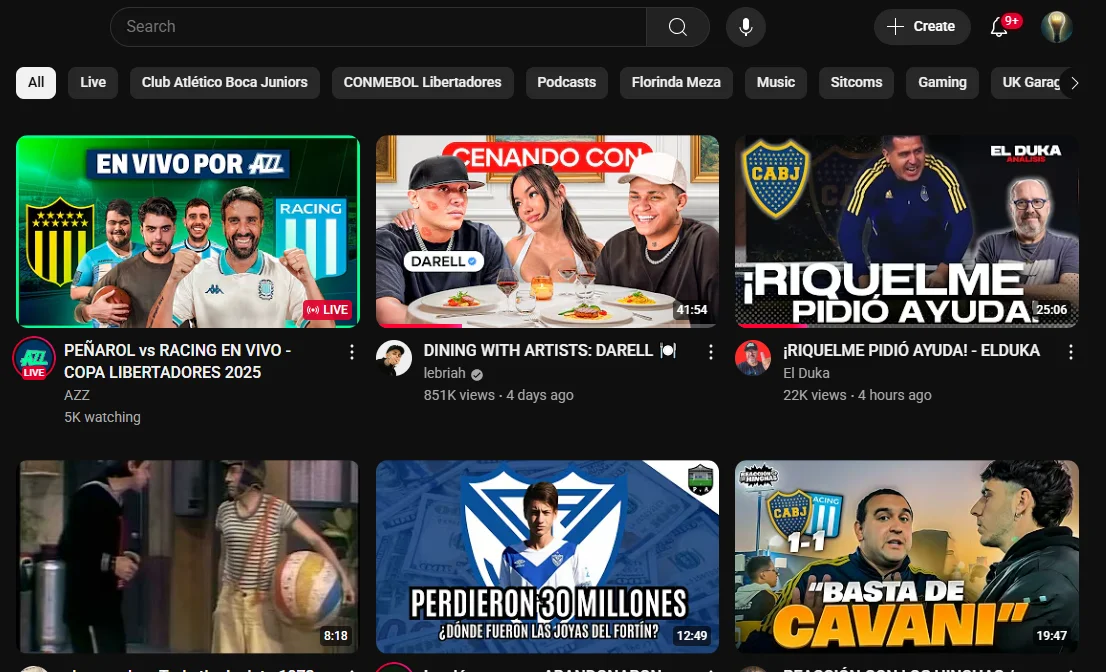 Search
Create
9+
All
Live
Club Atlético Boca Juniors
CONMEBOL Libertadores
Podcasts
Florinda Meza
Music
Sitcoms
Gaming
UK Garag
EN VIVO POR AZZ
RACING
LIVE
CENANDO CON
DARELL
41:54
CABJ
EL DUKA
ANÁLISIS
¡RIQUELME
PIDIÓ AYUDA!
25:06
AZZ
LIVE
PEÑAROL vs RACING EN VIVO -
COPA LIBERTADORES 2025
AZZ
5K watching
DINING WITH ARTISTS: DARELL
lebriah
851K views · 4 days ago
¡RIQUELME PIDIÓ AYUDA! - ELDUKA
El Duka
22K views · 4 hours ago
8:18
PERDIERON 30 MILLONES
¿DÓNDE FUERON LAS JOYAS DEL FORTÍN?
12:49
REACCIÓN
HINCHAS
CABJ
RACING
1-1
"BASTA DE
CAVANI"
19:47